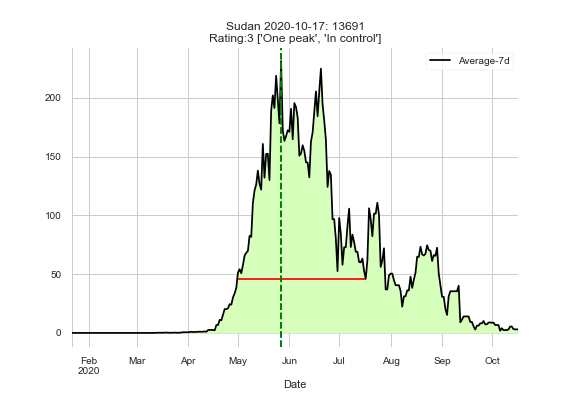 Sudan 2020-10-17: 13691
Rating:3 ['One peak', 'In control']
Average-7d
200
150
100
50
0
Feb Mar Apr May Jun Jul Aug Sep Oct
2020
Date